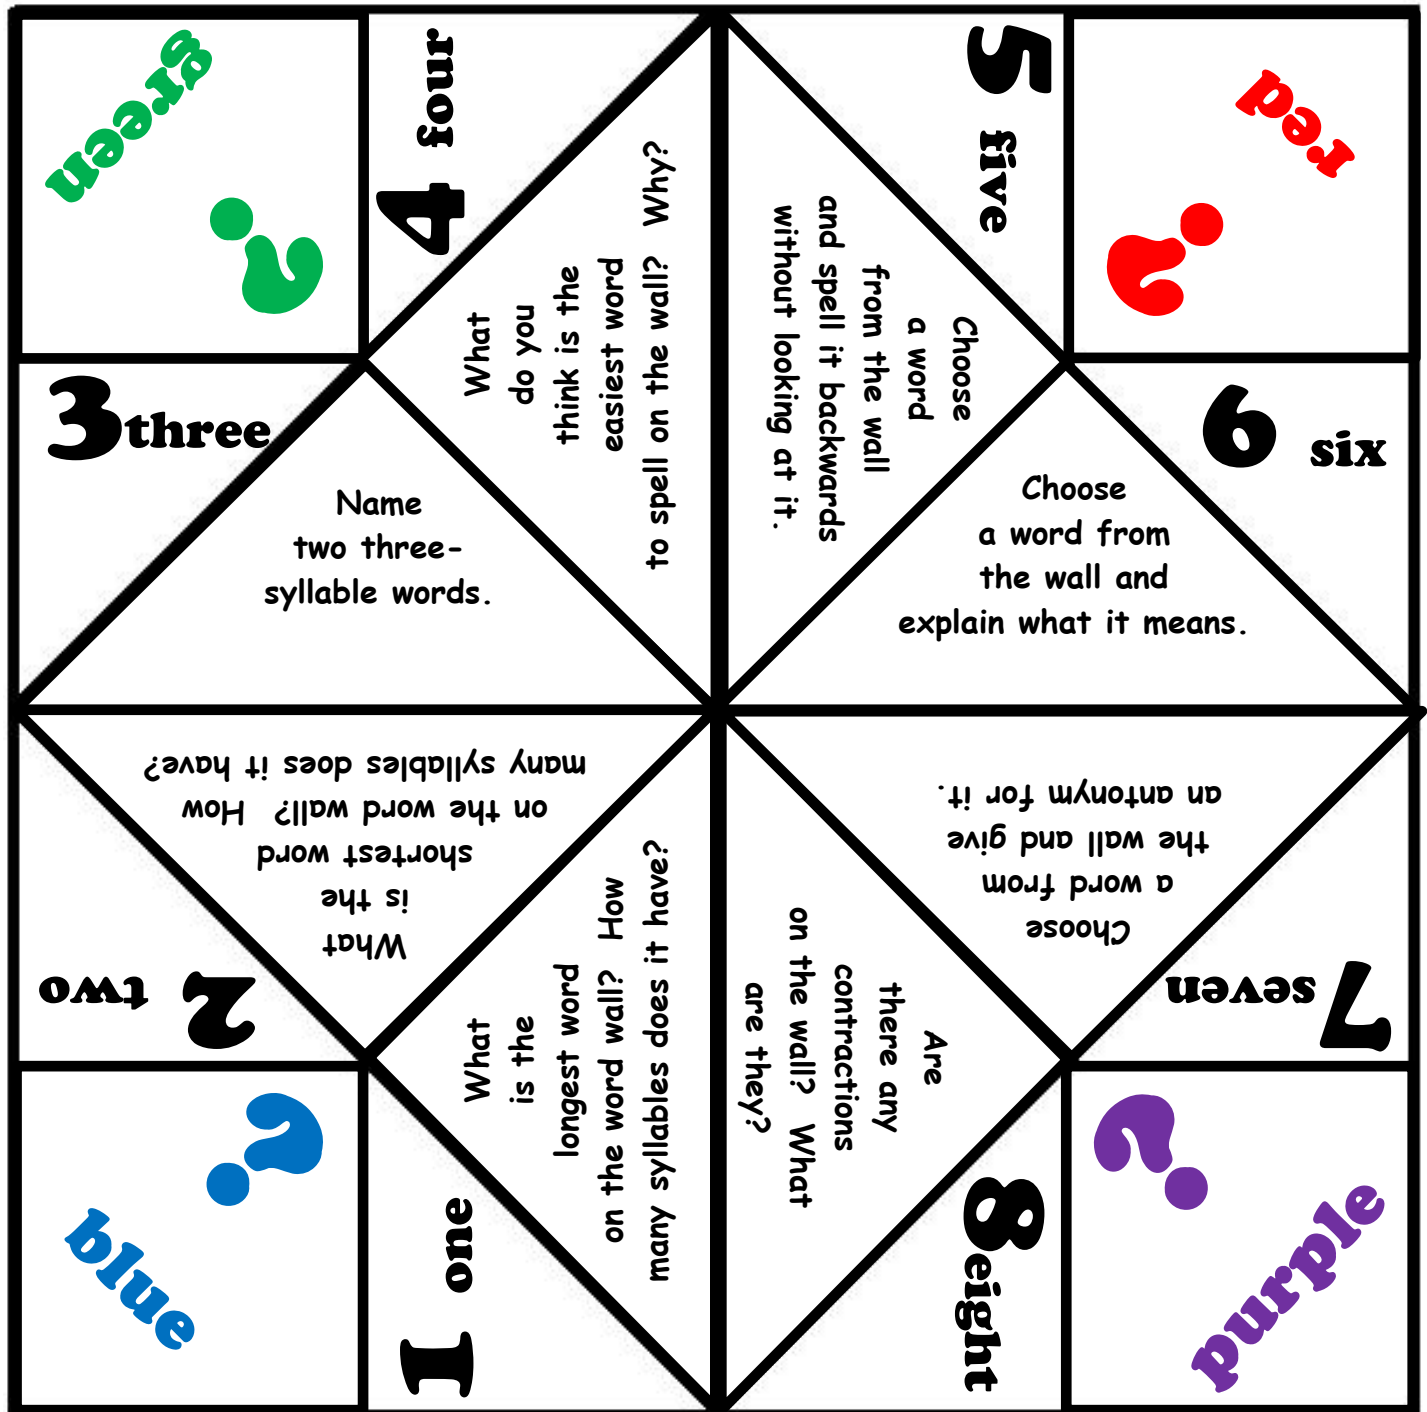 green
?
4 four
What
do you
think is the
easiest word
to spell on the wall?  Why?
5 five
Choose
a word
from the wall
and spell it backwards
without looking at it.
red
?
3 three
Name
two three-
syllable words.
6 six
Choose
a word from
the wall and
explain what it means.
2 two
What
is the
shortest word
on the word wall?  How
many syllables does it have?
7 seven
Choose
a word from
the wall and give
an antonym for it.
blue
?
1 one
What
is the
longest word
on the word wall?  How
many syllables does it have?
8 eight
Are
there any
contractions
on the wall?  What
are they?
purple
?